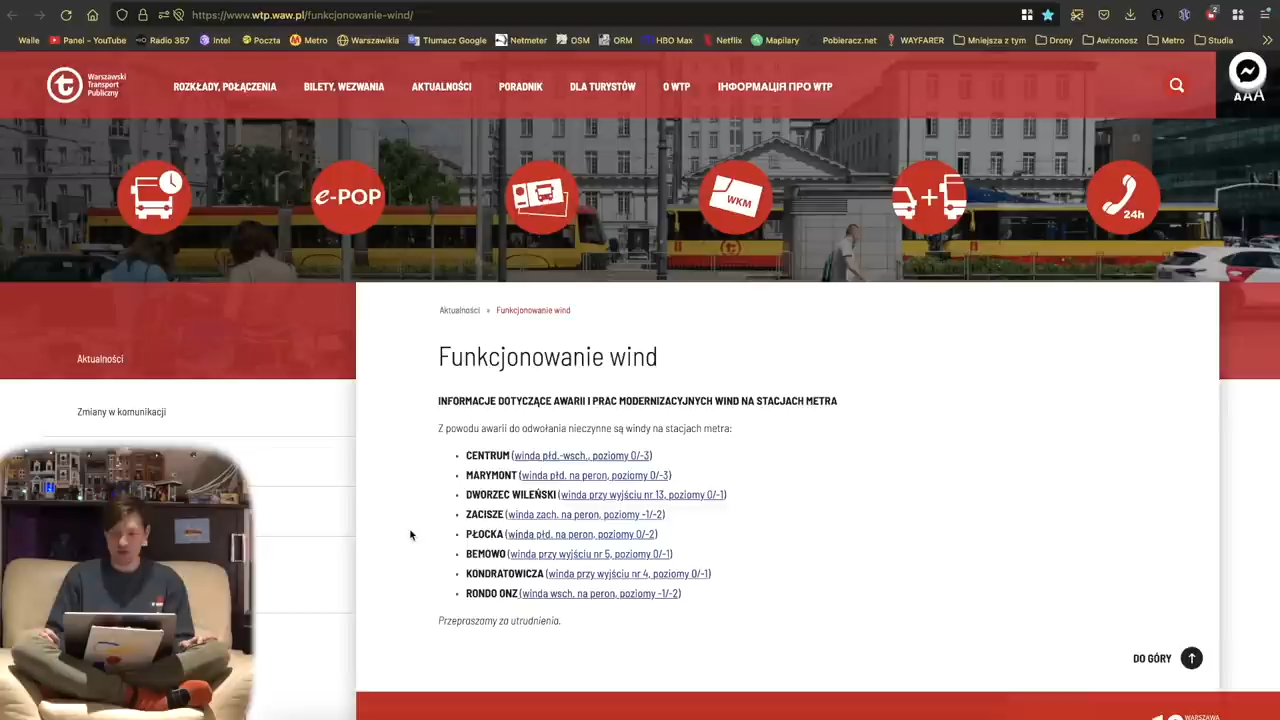 https://www.wtp.waw.pl/funkcjonowanie-wind/
2
Walle Panel - YouTube Radio 357 Intel Poczta Metro Warszawikia Tłumacz Google Netmeter OSM ORM HBO Max Netflix Mapilary Pobieracz.net WAYFARER Mniejsza z tym Drony Awizonosz Metro Studia
Warszawski
Transport
Publiczny
ROZKŁADY, POŁĄCZENIA BILETY, WEZWANIA AKTUALNOŚCI PORADNIK DLA TURYSTÓW O WTP ІНФОРМАЦІЯ ПРО WTP
AAA
e-POP
WKM
24h
Aktualności » Funkcjonowanie wind
Funkcjonowanie wind
Aktualności
Zmiany w komunikacji
INFORMACJE DOTYCZĄCE AWARII I PRAC MODERNIZACYJNYCH WIND NA STACJACH METRA
Z powodu awarii do odwołania nieczynne są windy na stacjach metra:
• CENTRUM (winda płd.-wsch., poziomy 0/-3)
• MARYMONT (winda płd. na peron, poziomy 0/-3)
• DWORZEC WILEŃSKI (winda przy wyjściu nr 13, poziomy 0/-1)
• ZACISZE (winda zach. na peron, poziomy -1/-2)
• PŁOCKA (winda płd. na peron, poziomy 0/-2)
• BEMOWO (winda przy wyjściu nr 5, poziomy 0/-1)
• KONDRATOWICZA (winda przy wyjściu nr 4, poziomy 0/-1)
• RONDO ONZ (winda wsch. na peron, poziomy -1/-2)
Przepraszamy za utrudnienia.
DO GÓRY
WARSZAWA